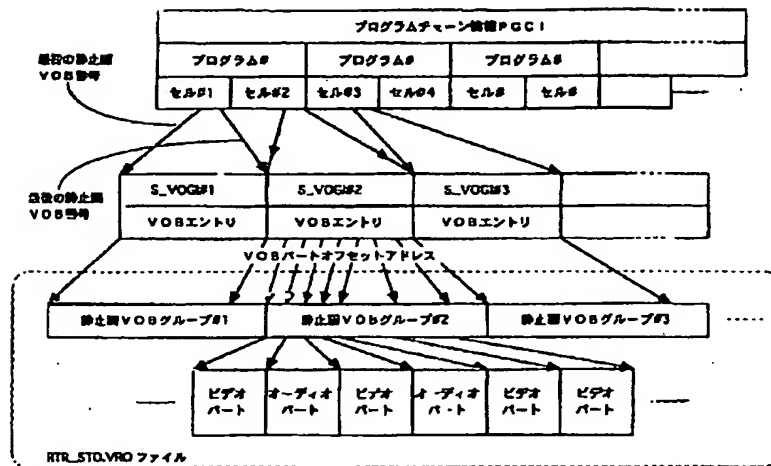 プログラムチェーン情報PGCI
プログラム# プログラム# プログラム#
最初の静止画
VOB番号
セル#1 セル#2 セル#3 セル#4 セル# セル#
最後の静止画
VOB番号
S_VOGI#1 S_VOGI#2 S_VOGI#3
VOBエントリ VOBエントリ VOBエントリ
VOBパートオフセットアドレス
静止画VOBグループ#1 静止画VOBグループ#2 静止画VOBグループ#3
ビデオ オーディオ ビデオ オーディオ ビデオ ビデオ
パート パート パート パート パート パート
RTR_STO.VRO ファイル